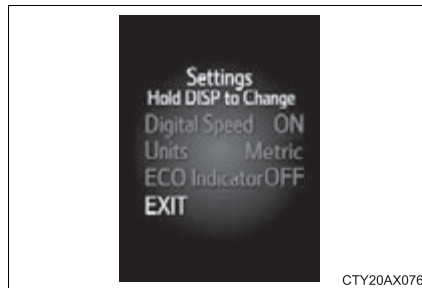 Settings
Hold DISP to Change
Digital Speed ON
Units Metric
ECO Indicator OFF
EXIT
CTY20AX076